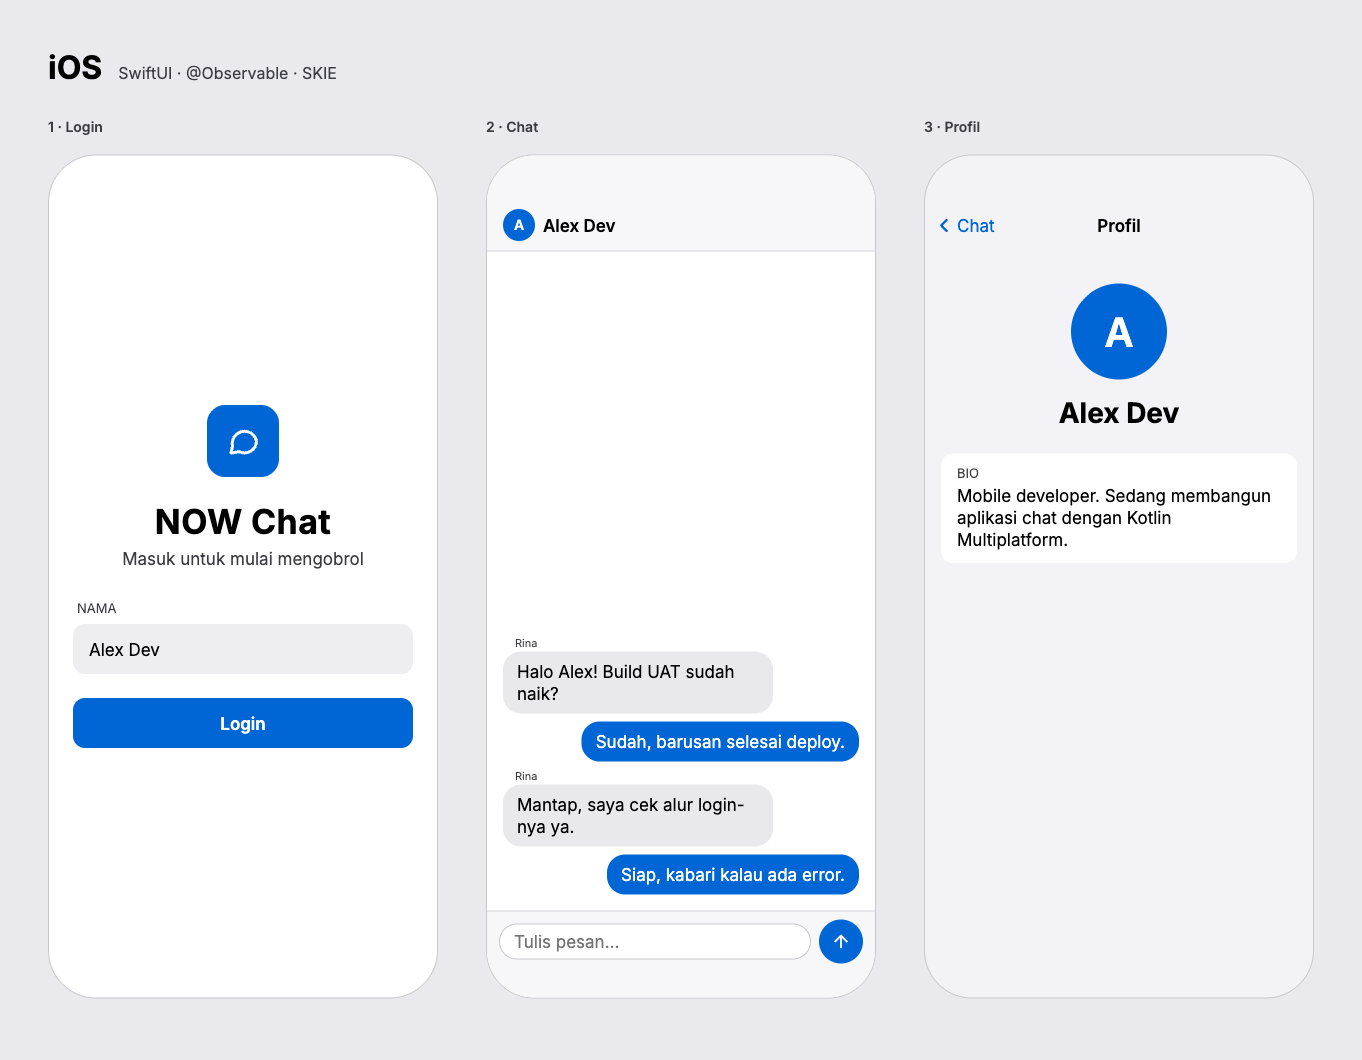 iOS SwiftUI · @Observable · SKIE
1 · Login
NOW Chat
Masuk untuk mulai mengobrol
NAMA
Alex Dev
Login
2 · Chat
A Alex Dev
Rina
Halo Alex! Build UAT sudah
naik?
Sudah, barusan selesai deploy.
Rina
Mantap, saya cek alur login-
nya ya.
Siap, kabari kalau ada error.
Tulis pesan...
3 · Profil
Chat Profil
A
Alex Dev
BIO
Mobile developer. Sedang membangun
aplikasi chat dengan Kotlin
Multiplatform.